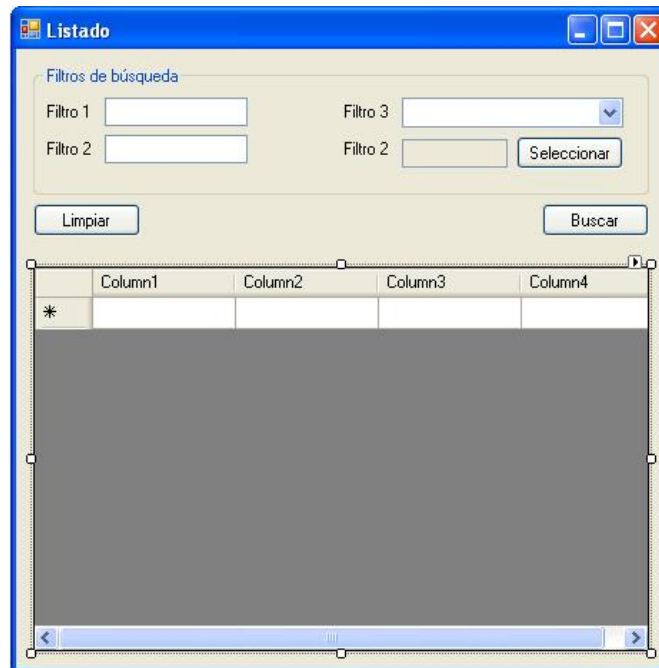 Listado
Filtros de búsqueda
Filtro 1
Filtro 3
Filtro 2
Filtro 2
Seleccionar
Limpiar
Buscar
Column1 Column2 Column3 Column4